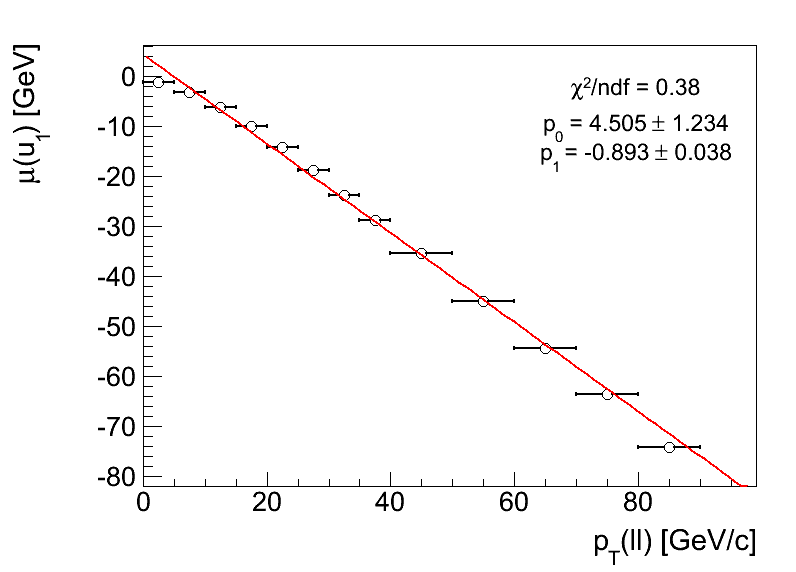 μ(u₁) [GeV]
χ²/ndf = 0.38
p₀ = 4.505 ± 1.234
p₁ = -0.893 ± 0.038
0
-10
-20
-30
-40
-50
-60
-70
-80
0 20 40 60 80
p_T(ll) [GeV/c]